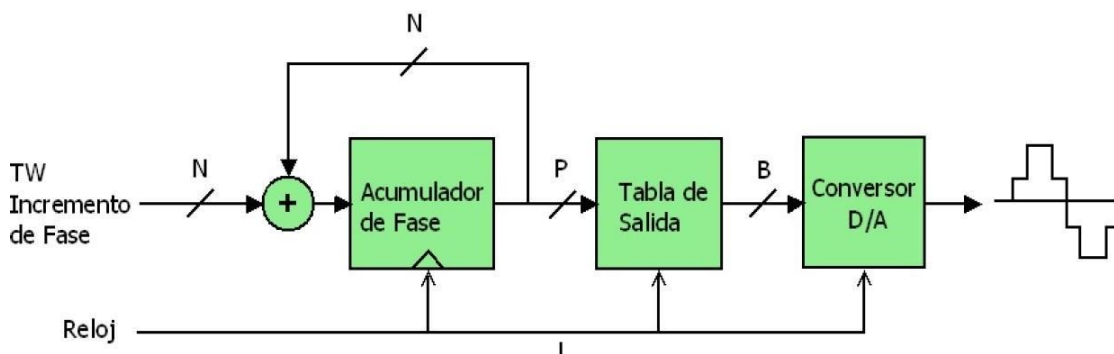 N
TW
Incremento
de Fase
N
+
Acumulador
de Fase
P
Tabla de
Salida
B
Conversor
D/A
Reloj